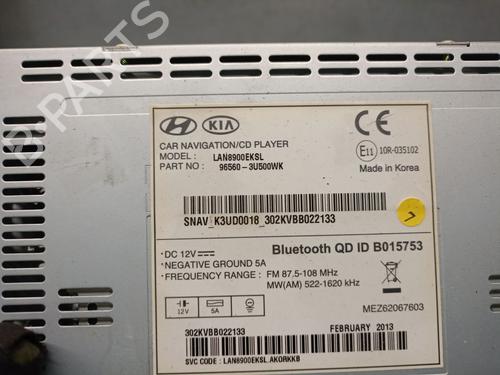 B-PARTS
KIA
CE
CAR NAVIGATION/CD PLAYER
MODEL : LAN8900EKSL
PART NO : 96560-3U500WK
E11 10R-035102
Made in Korea
SNAV_K3UD0018_302KVBB022133
*DC 12V
*NEGATIVE GROUND 5A
*FREQUENCY RANGE : FM 87.5-108 MHz
MW(AM) 522-1620 kHz
Bluetooth QD ID B015753
12V 5A
MEZ62067603
302KVBB022133
FEBRUARY 2013
SVC CODE : LAN8900EKSL.AKORKKB